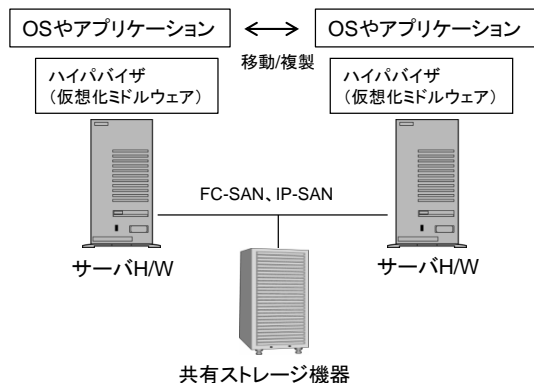 OSやアプリケーション
OSやアプリケーション
移動/複製
ハイパバイザ
（仮想化ミドルウェア）
ハイパバイザ
（仮想化ミドルウェア）
FC-SAN、IP-SAN
サーバH/W
サーバH/W
共有ストレージ機器